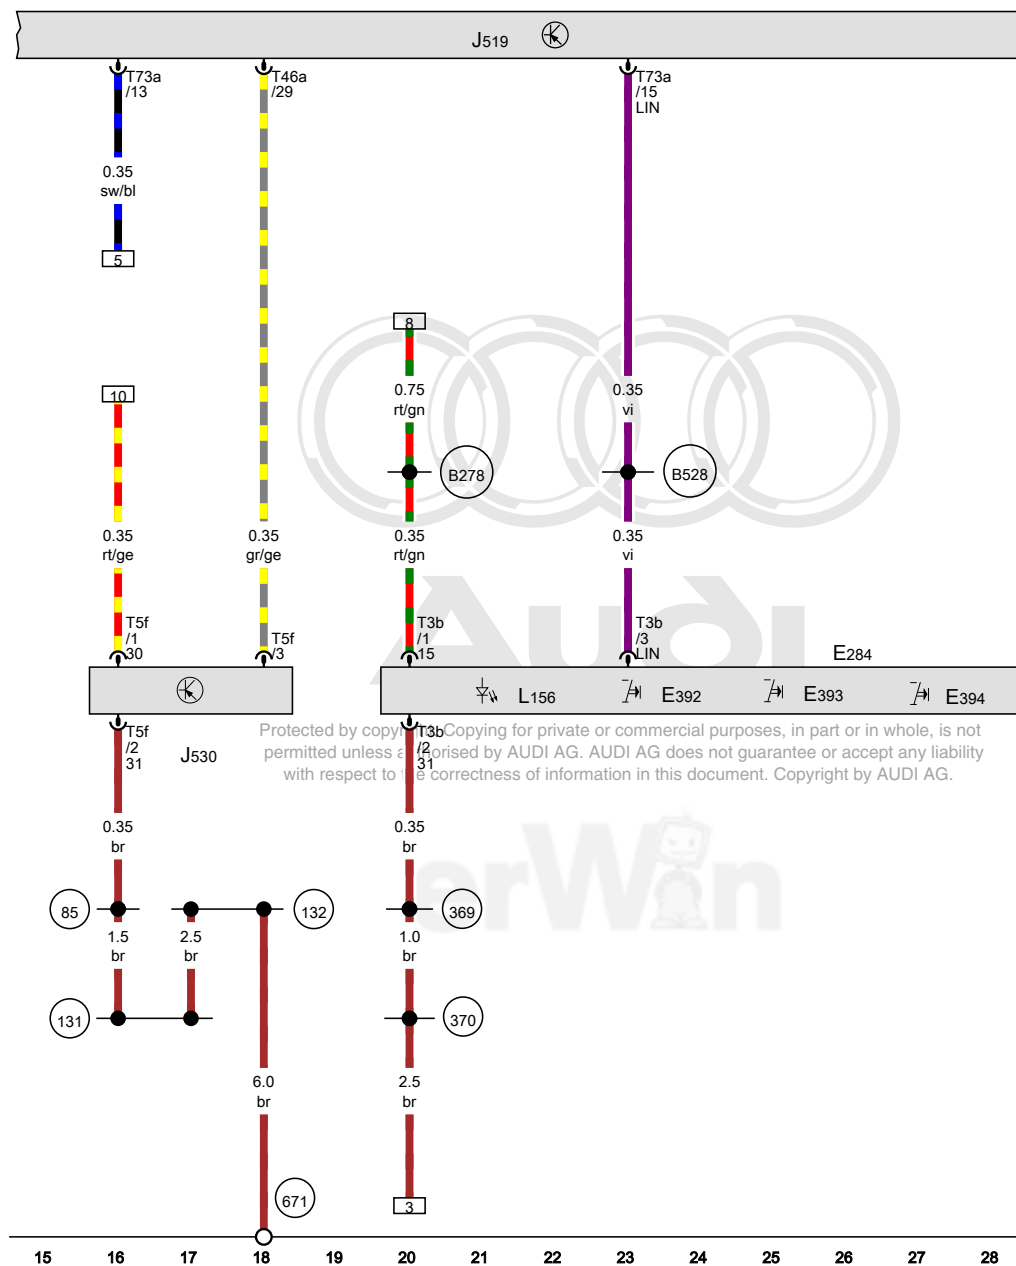 J519
T73a
/13
T46a
/29
T73a
/15
LIN
0.35
sw/bl
5
8
10
0.75
rt/gn
0.35
vi
B278
B528
0.35
rt/ge
0.35
gr/ge
0.35
rt/gn
0.35
vi
T5f
/1
30
T5f
/3
T3b
/1
15
T3b
/3
LIN
E284
Audi
L156
E392
E393
E394
T5f
/2
31
J530
T3b
/2
31
Protected by copyright. Copying for private or commercial purposes, in part or in whole, is not
permitted unless authorised by AUDI AG. AUDI AG does not guarantee or accept any liability
with respect to the correctness of information in this document. Copyright by AUDI AG.
0.35
br
0.35
br
erWin
85
132
369
1.5
br
2.5
br
1.0
br
131
370
6.0
br
2.5
br
671
3
15 16 17 18 19 20 21 22 23 24 25 26 27 28